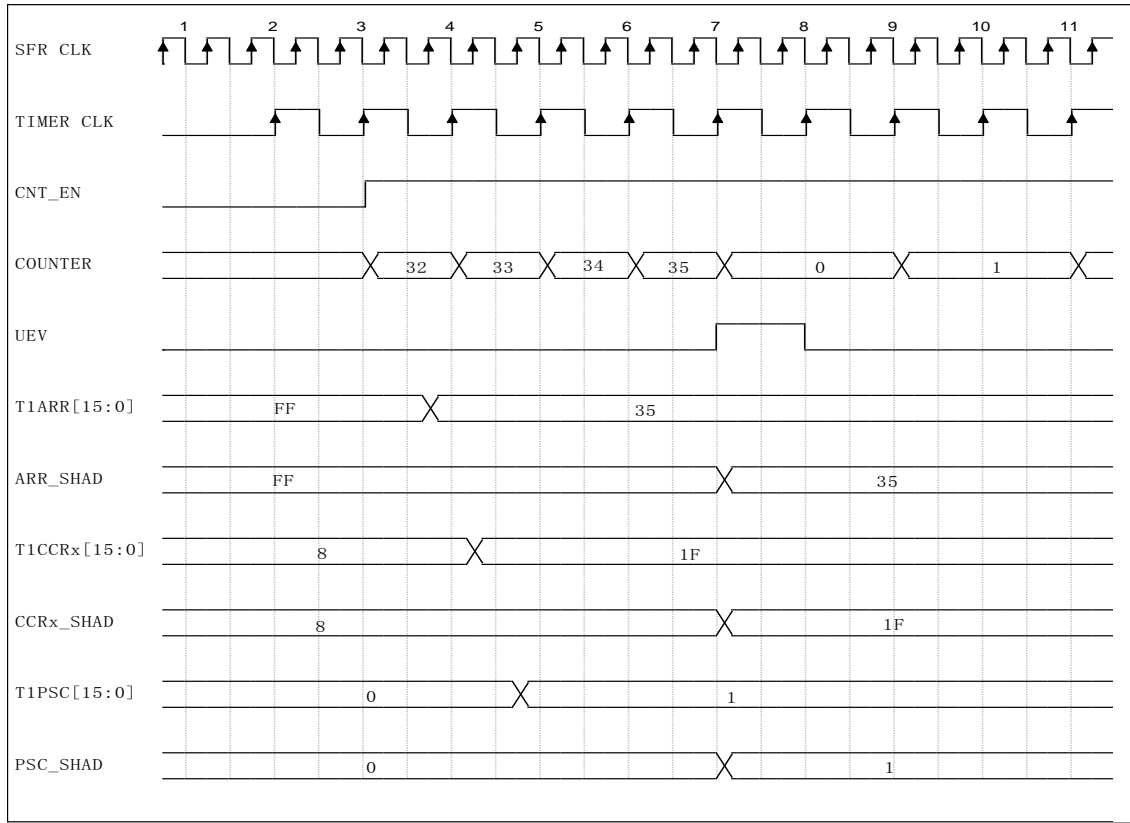 1 2 3 4 5 6 7 8 9 10 11
SFR CLK
TIMER CLK
CNT_EN
COUNTER 32 33 34 35 0 1
UEV
T1ARR[15:0] FF 35
ARR_SHAD FF 35
T1CCRx[15:0] 8 1F
CCRx_SHAD 8 1F
T1PSC[15:0] 0 1
PSC_SHAD 0 1